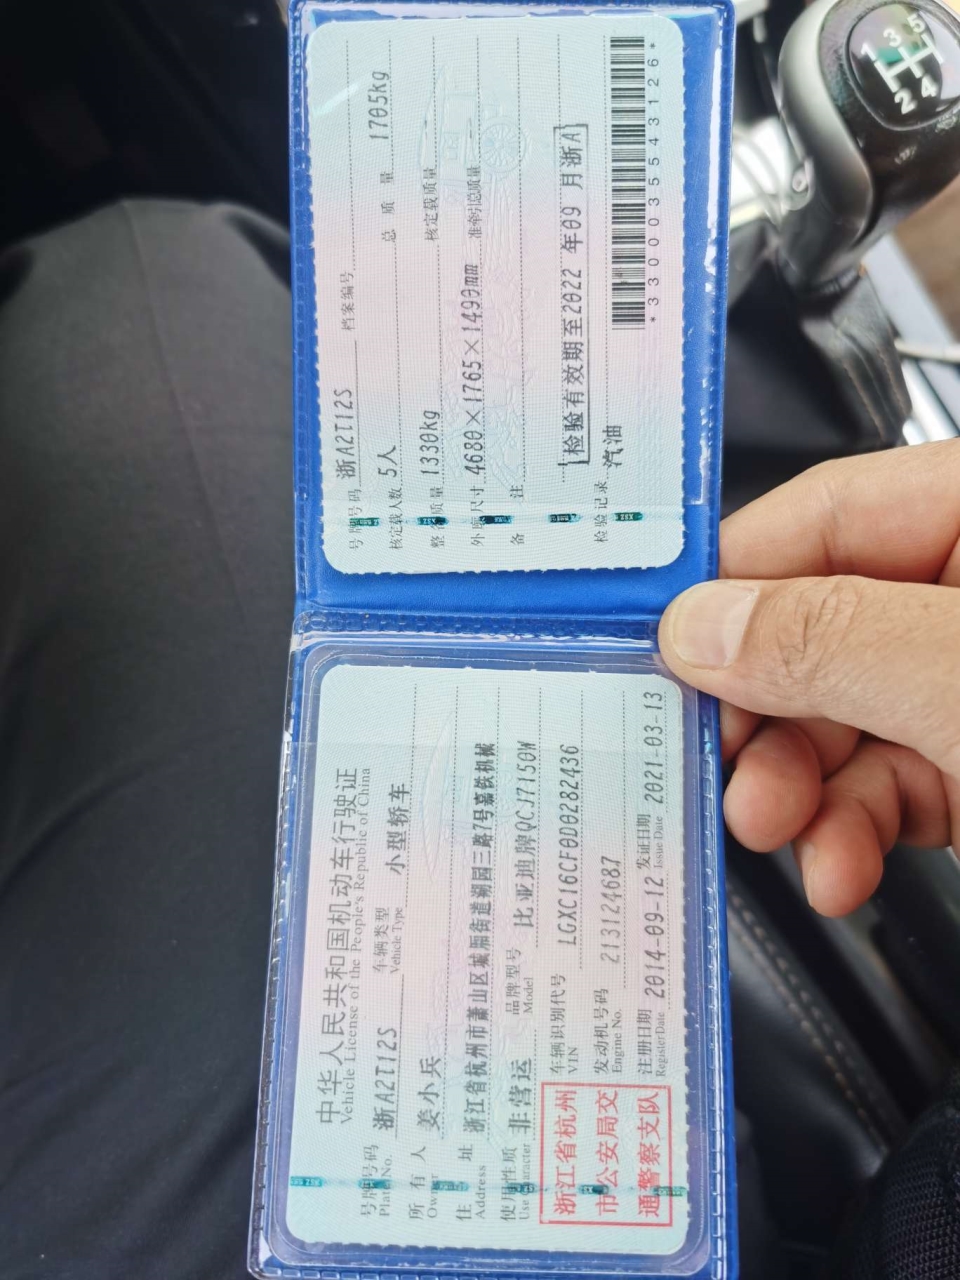 中华人民共和国机动车行驶证
Vehicle License of the People's Republic of China
号牌号码 浙A2T12S 车辆类型 小型轿车
Plate No. Vehicle Type
所有人 姜小兵
Owner
住址 浙江省杭州市萧山区城厢街道湖园三路7号嘉铁机械
Address
使用性质 非营运 品牌型号 比亚迪牌QCJ7150W
Use Character Model
浙江省杭州
市公安局交
通警察支队
车辆识别代号 LGXC16CF0D0282436
VIN
发动机号码 213124687
Engine No.
注册日期 2014-09-12 发证日期 2021-03-13
Register Date Issue Date
号牌号码 浙A2T12S 档案编号
核定载人数 5人 总质量 1705kg
整备质量 1330kg 核定载质量
外廓尺寸 4680×1765×1490mm 准牵引总质量
备注
检验有效期至2022年09月浙A
检验记录 汽油
*3300035543126*
1 3 5
2 4